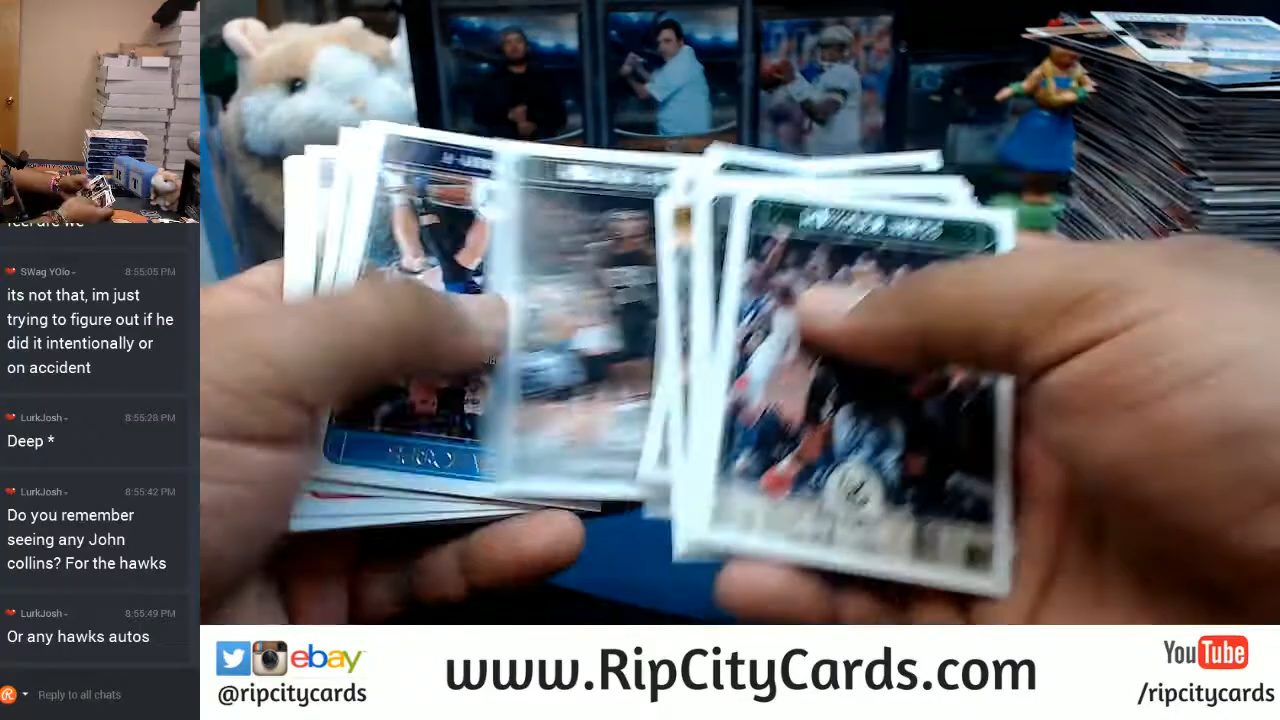 SWag YOlo
8:55:05 PM
its not that, im just
trying to figure out if he
did it intentionally or
on accident
LurkJosh
8:55:28 PM
Deep *
LurkJosh
8:55:42 PM
Do you remember
seeing any John
collins? For the hawks
LurkJosh
8:55:49 PM
Or any hawks autos
Reply to all chats
ebay
@ripcitycards
www.RipCityCards.com
YouTube
/ripcitycards